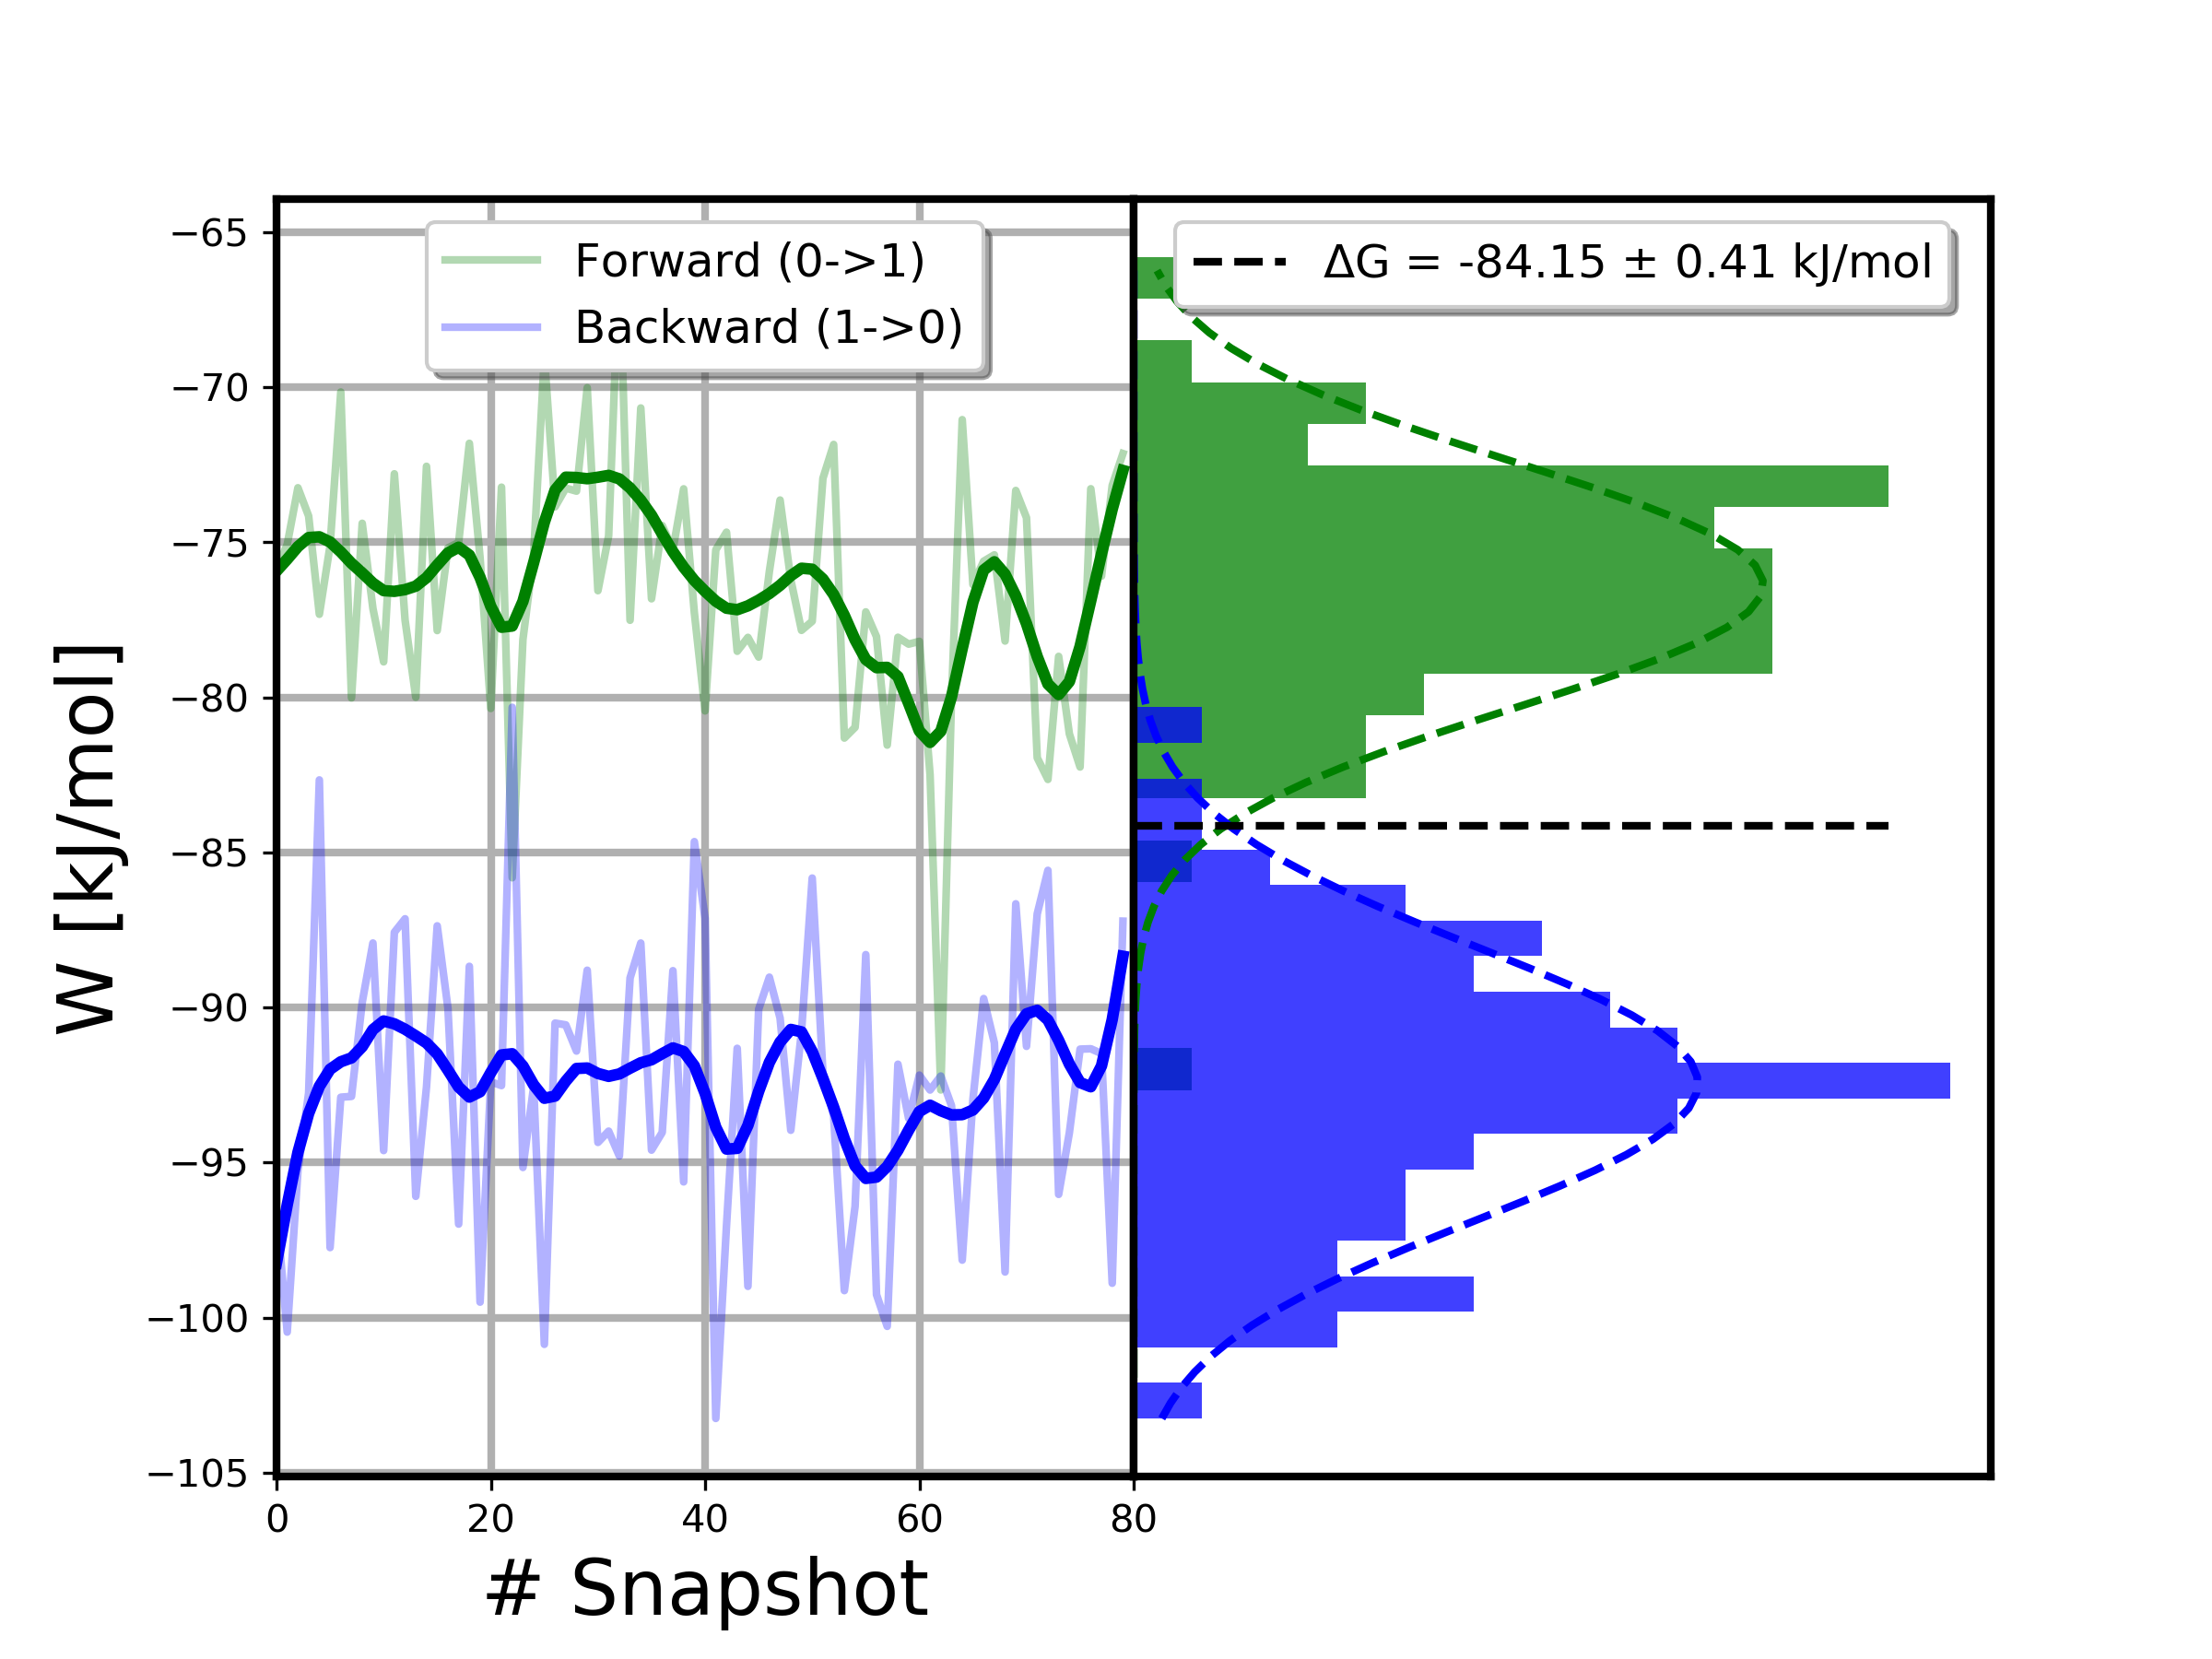 Forward (0->1)
Backward (1->0)
ΔG = -84.15 ± 0.41 kJ/mol
W [kJ/mol]
−65
−70
−75
−80
−85
−90
−95
−100
−105
0 20 40 60 80
# Snapshot